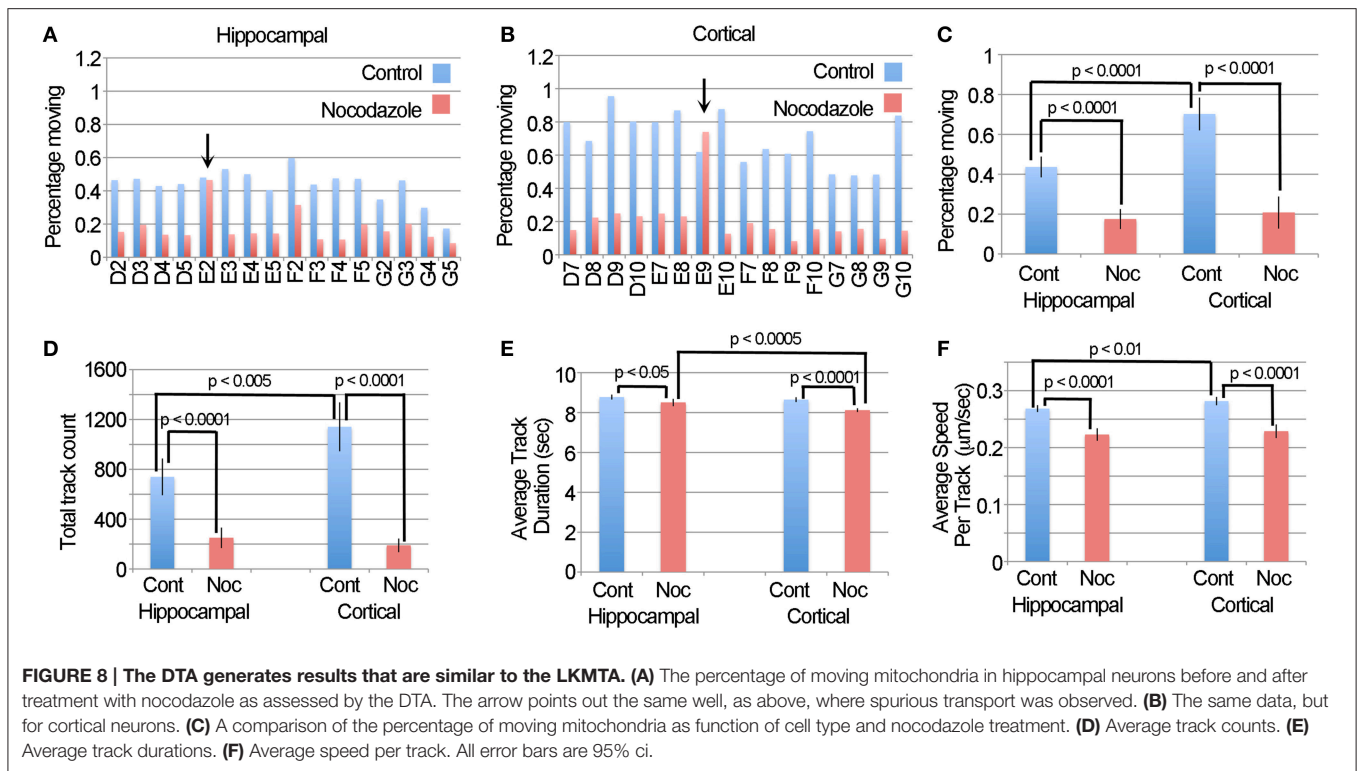 A
Hippocampal
1.2
1
0.8
0.6
0.4
0.2
0
Percentage moving
Control
Nocodazole
D2 D3 D4 D5 E2 E3 E4 E5 F2 F3 F4 F5 G2 G3 G4 G5
B
Cortical
1.2
1
0.8
0.6
0.4
0.2
0
Percentage moving
Control
Nocodazole
D7 D8 D9 D10 E7 E8 E9 E10 F7 F8 F9 F10 G7 G8 G9 G10
C
1
0.8
0.6
0.4
0.2
0
Percentage moving
p < 0.0001
p < 0.0001
p < 0.0001
Cont Noc Cont Noc
Hippocampal Cortical
D
1600
1200
800
400
0
Total track count
p < 0.005
p < 0.0001
p < 0.0001
Cont Noc Cont Noc
Hippocampal Cortical
E
10
8
6
4
2
0
Average Track
Duration (sec)
p < 0.0005
p < 0.05
p < 0.0001
Cont Noc Cont Noc
Hippocampal Cortical
F
0.3
0.2
0.1
0
Average Speed
Per Track (µm/sec)
p < 0.01
p < 0.0001
p < 0.0001
Cont Noc Cont Noc
Hippocampal Cortical
FIGURE 8 | The DTA generates results that are similar to the LKMTA. (A) The percentage of moving mitochondria in hippocampal neurons before and after
treatment with nocodazole as assessed by the DTA. The arrow points out the same well, as above, where spurious transport was observed. (B) The same data, but
for cortical neurons. (C) A comparison of the percentage of moving mitochondria as function of cell type and nocodazole treatment. (D) Average track counts. (E)
Average track durations. (F) Average speed per track. All error bars are 95% ci.